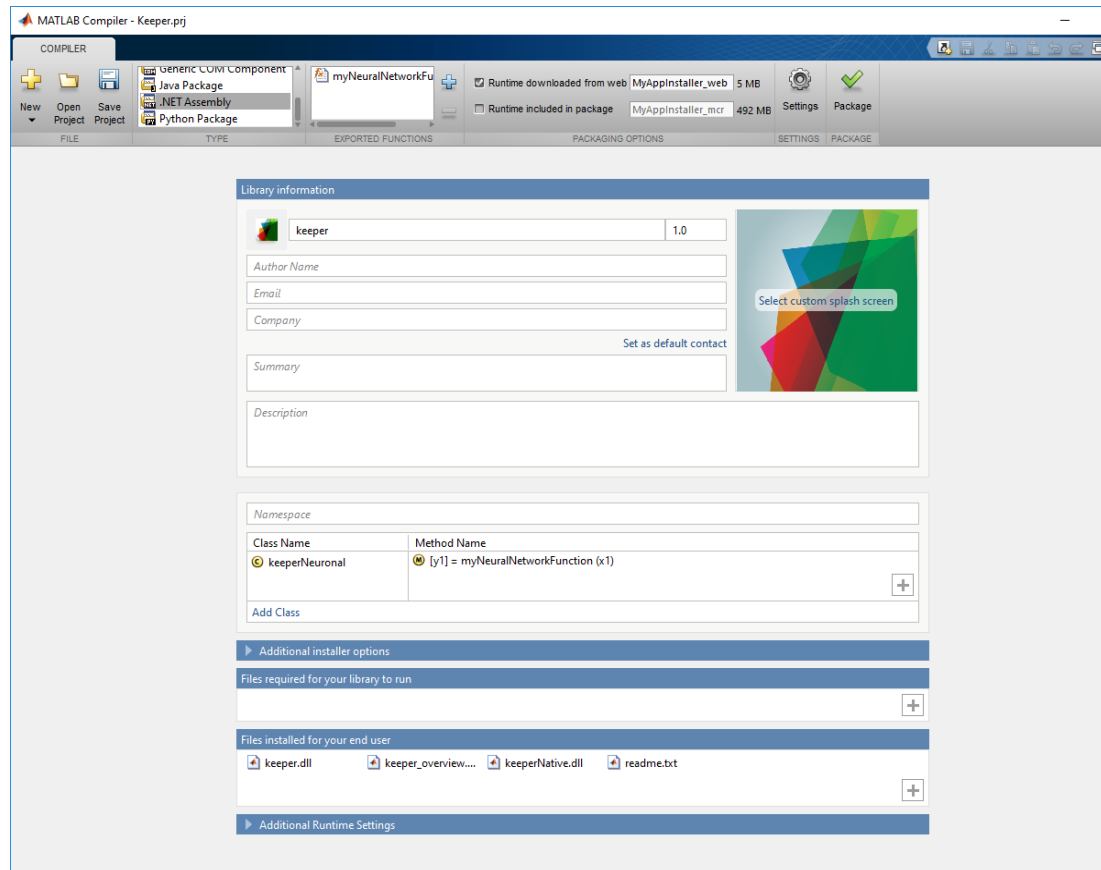 MATLAB Compiler - Keeper.prj
COMPILER
New
Open Project
Save Project
FILE
Generic COM Component
Java Package
.NET Assembly
Python Package
TYPE
myNeuralNetworkFu
EXPORTED FUNCTIONS
Runtime downloaded from web MyAppInstaller_web 5 MB
Runtime included in package MyAppInstaller_mcr 492 MB
PACKAGING OPTIONS
Settings
SETTINGS
Package
PACKAGE
Library information
keeper 1.0
Author Name
Email
Company
Set as default contact
Summary
Select custom splash screen
Description
Namespace
Class Name Method Name
keeperNeuronal [y1] = myNeuralNetworkFunction (x1)
Add Class
Additional installer options
Files required for your library to run
Files installed for your end user
keeper.dll keeper_overview.... keeperNative.dll readme.txt
Additional Runtime Settings